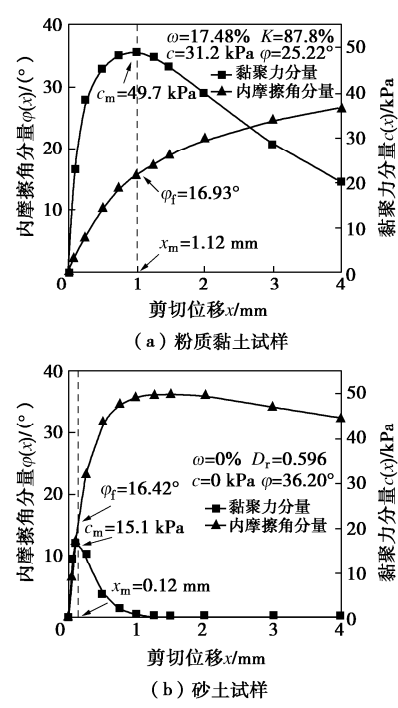 ω=17.48% K=87.8%
c=31.2 kPa φ=25.22°
黏聚力分量
内摩擦角分量
cm=49.7 kPa
φf=16.93°
xm=1.12 mm
内摩擦角分量φ(x)/(°)
40
30
20
10
0
黏聚力分量c(x)/kPa
50
40
30
20
10
0
0 1 2 3 4
剪切位移x/mm
(a) 粉质黏土试样
ω=0% Dr=0.596
c=0 kPa φ=36.20°
黏聚力分量
内摩擦角分量
φf=16.42°
cm=15.1 kPa
xm=0.12 mm
内摩擦角分量φ(x)/(°)
40
30
20
10
0
黏聚力分量c(x)/kPa
50
40
30
20
10
0
0 1 2 3 4
剪切位移x/mm
(b) 砂土试样